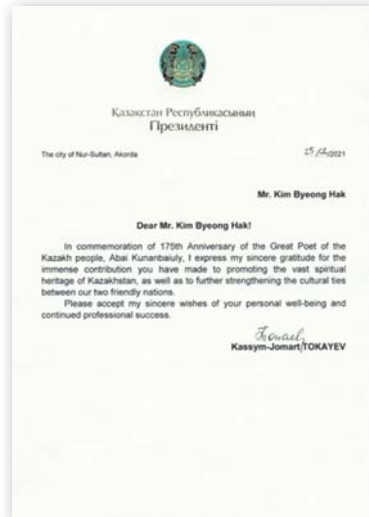 Қазақстан Республикасының
Президенті
The city of Nur-Sultan, Akorda
2021
Mr. Kim Byeong Hak
Dear Mr. Kim Byeong Hak!
In commemoration of 175th Anniversary of the Great Poet of the
Kazakh people, Abai Kunanbaiuly, I express my sincere gratitude for the
immense contribution you have made to promoting the vast spiritual
heritage of Kazakhstan, as well as to further strengthening the cultural ties
between our two friendly nations.
Please accept my sincere wishes of your personal well-being and
continued professional success.
Kassym-Jomart TOKAYEV